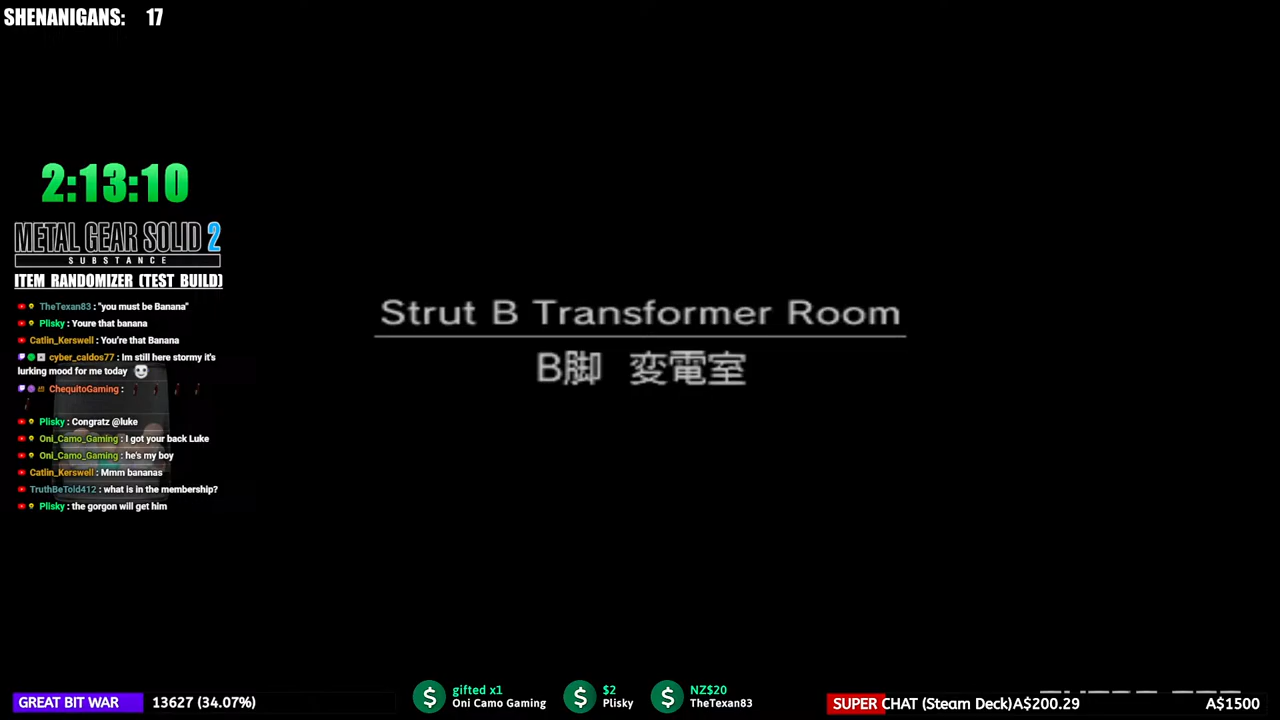 SHENANIGANS: 17
2:13:10
METAL GEAR SOLID 2
SUBSTANCE
ITEM RANDOMIZER (TEST BUILD)
TheTexan83 : "you must be Banana"
Plisky : Youre that banana
Catlin_Kerswell : You're that Banana
cyber_caldos77 : Im still here stormy it's
lurking mood for me today
ChequitoGaming :
Plisky : Congratz @luke
Oni_Camo_Gaming : I got your back Luke
Oni_Camo_Gaming : he's my boy
Catlin_Kerswell : Mmm bananas
TruthBeTold412 : what is in the membership?
Plisky : the gorgon will get him
Strut B Transformer Room
B脚 変電室
GREAT BIT WAR 13627 (34.07%)
$ gifted x1
Oni Camo Gaming
$ $2
Plisky
$ NZ$20
TheTexan83
SUPER CHAT (Steam Deck)A$200.29 A$1500